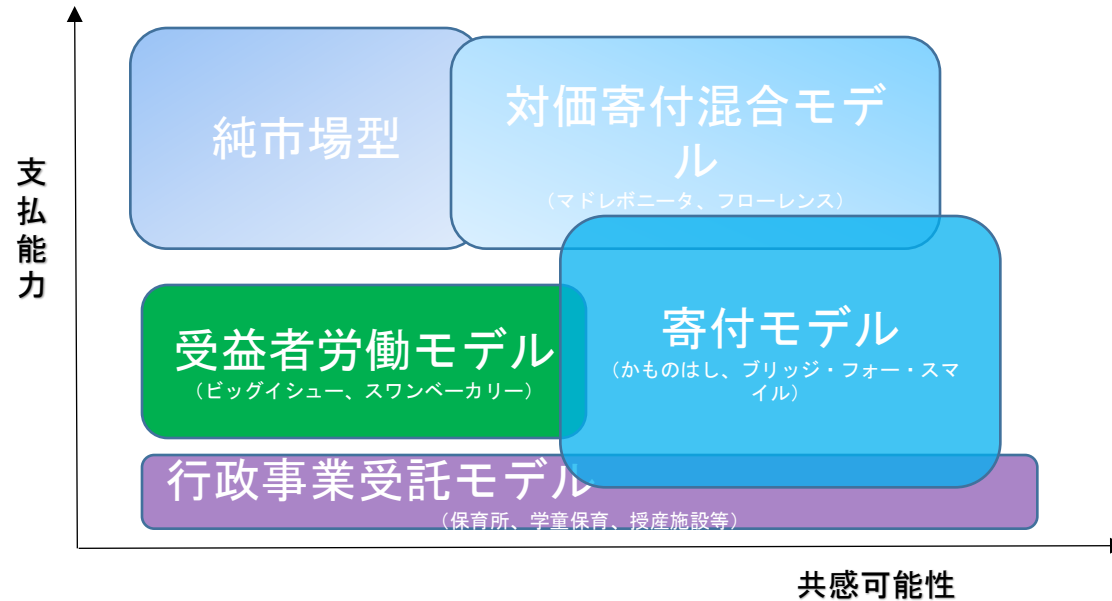 支払能力
純市場型
対価寄付混合モデ
ル
（マドレボニータ、フローレンス）
受益者労働モデル
（ビッグイシュー、スワンベーカリー）
寄付モデル
（かものはし、ブリッジ・フォー・スマ
イル）
行政事業受託モデル
（保育所、学童保育、授産施設等）
共感可能性